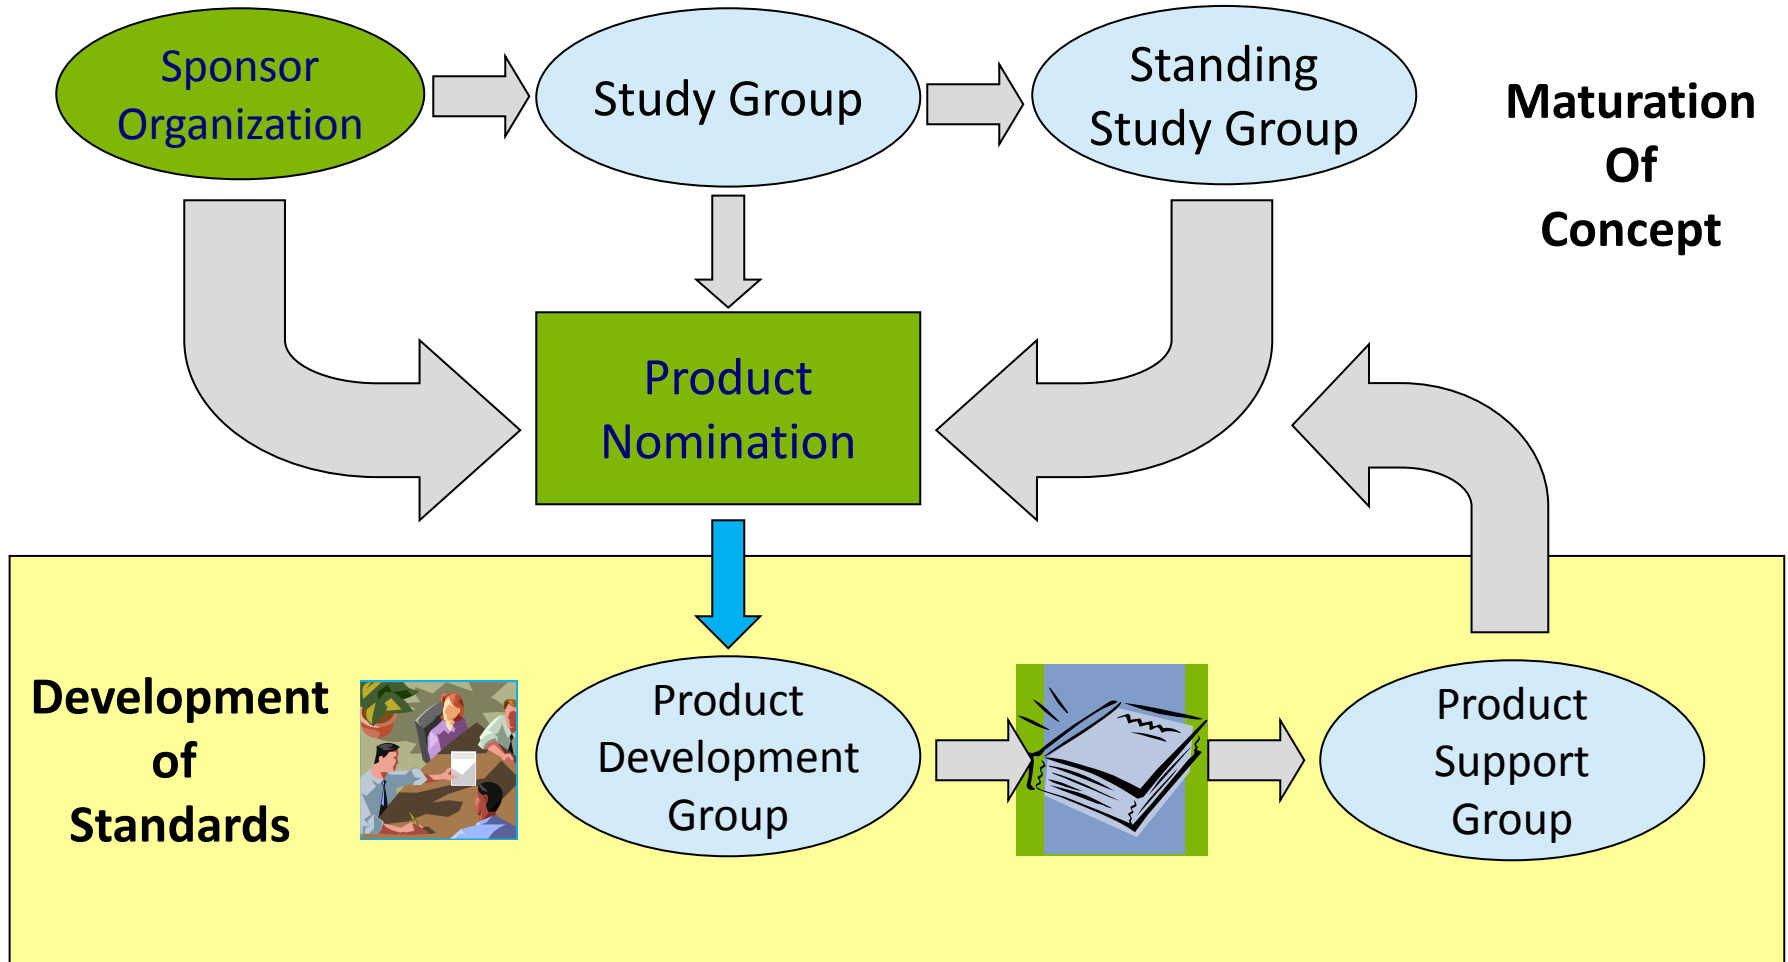 Sponsor
Organization
Study Group
Standing
Study Group
Maturation
Of
Concept
Product
Nomination
Development
of
Standards
Product
Development
Group
Product
Support
Group